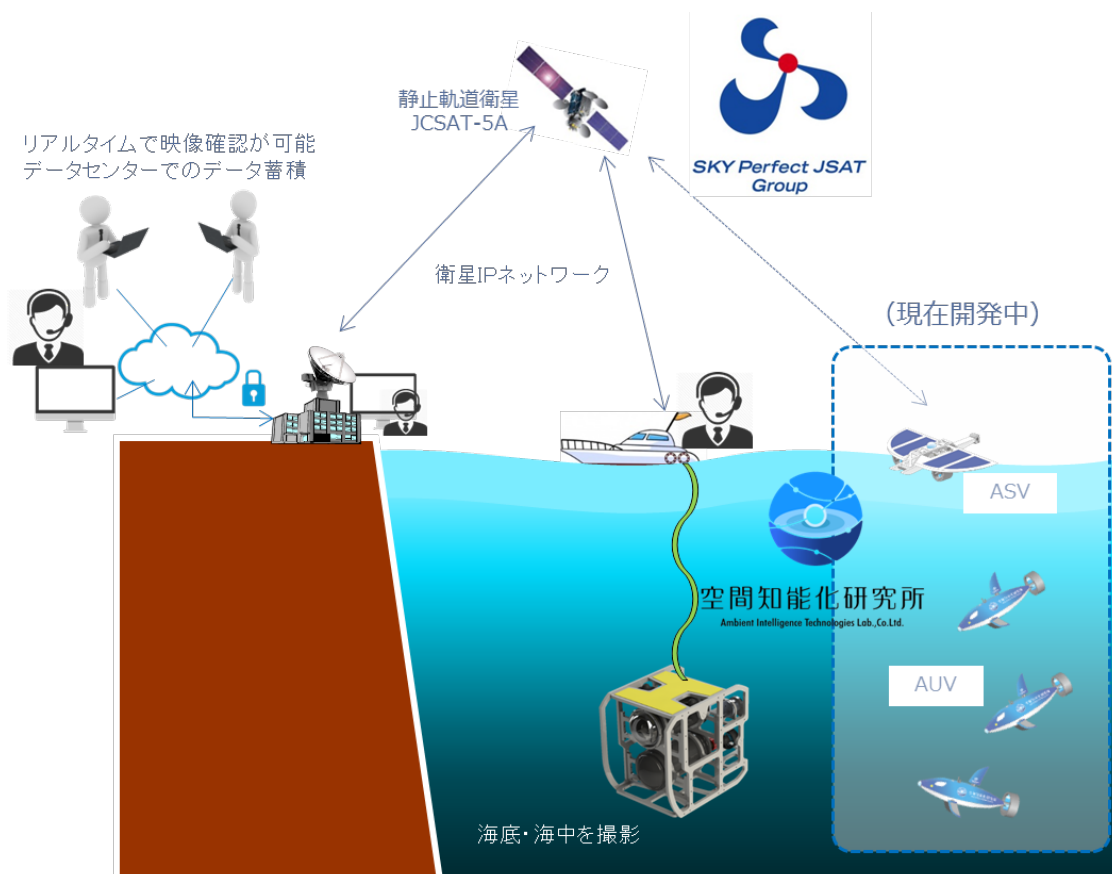 静止軌道衛星
JCSAT-5A
SKY Perfect JSAT
Group
リアルタイムで映像確認が可能
データセンターでのデータ蓄積
衛星IPネットワーク
(現在開発中)
ASV
空間知能化研究所
Ambient Intelligence Technologies Lab.,Co.Ltd.
AUV
海底・海中を撮影